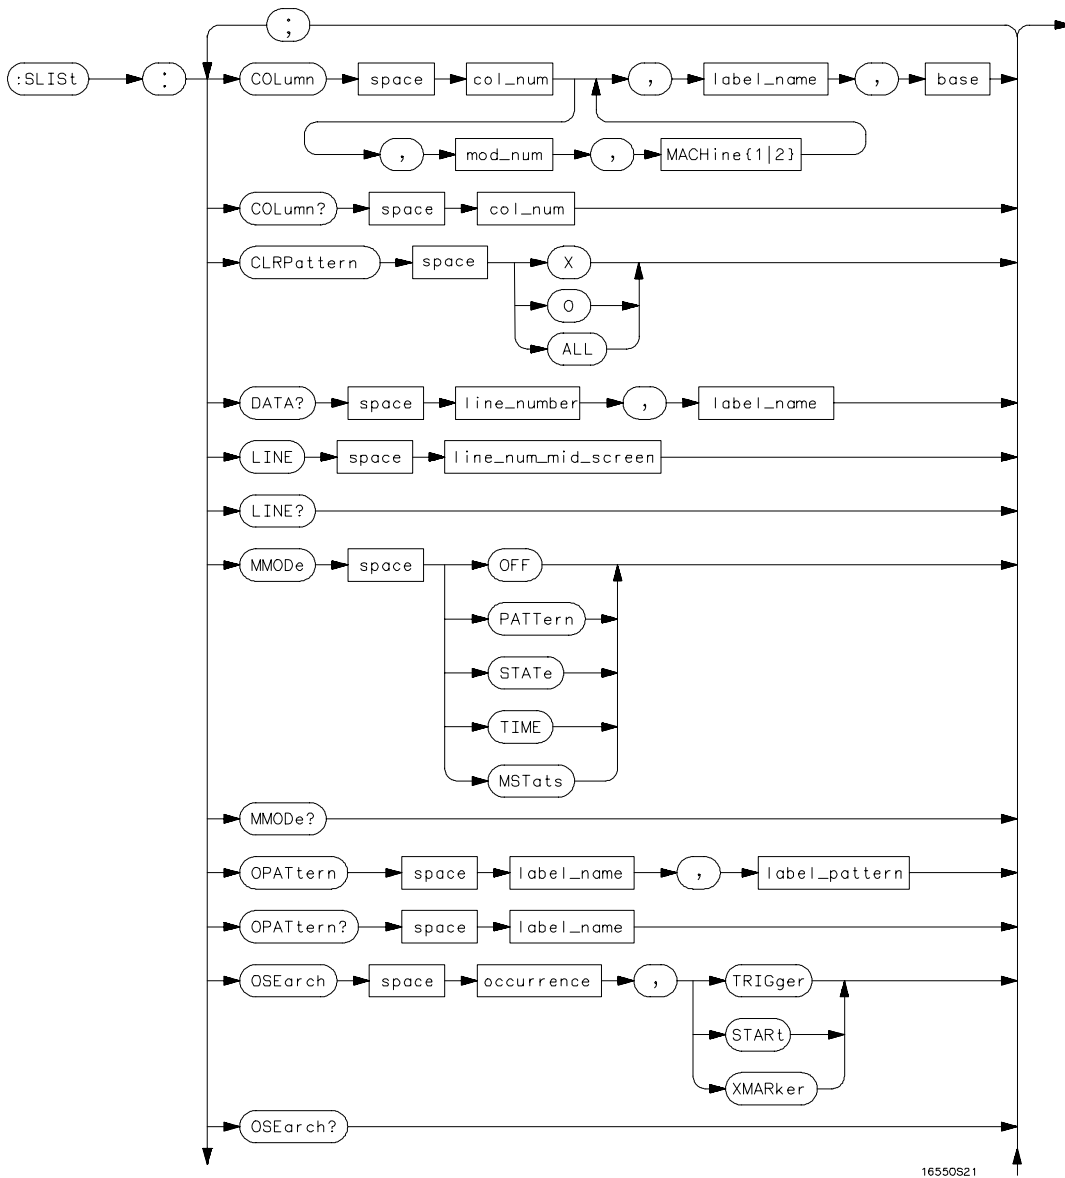 ;
:SLISt : COLumn space col_num , label_name , base
, mod_num , MACHine{1|2}
COLumn? space col_num
CLRPattern space X
O
ALL
DATA? space line_number , label_name
LINE space line_num_mid_screen
LINE?
MMODe space OFF
PATTern
STATe
TIME
MSTats
MMODe?
OPATtern space label_name , label_pattern
OPATtern? space label_name
OSEarch space occurrence , TRIGger
STARt
XMARker
OSEarch?
16550S21